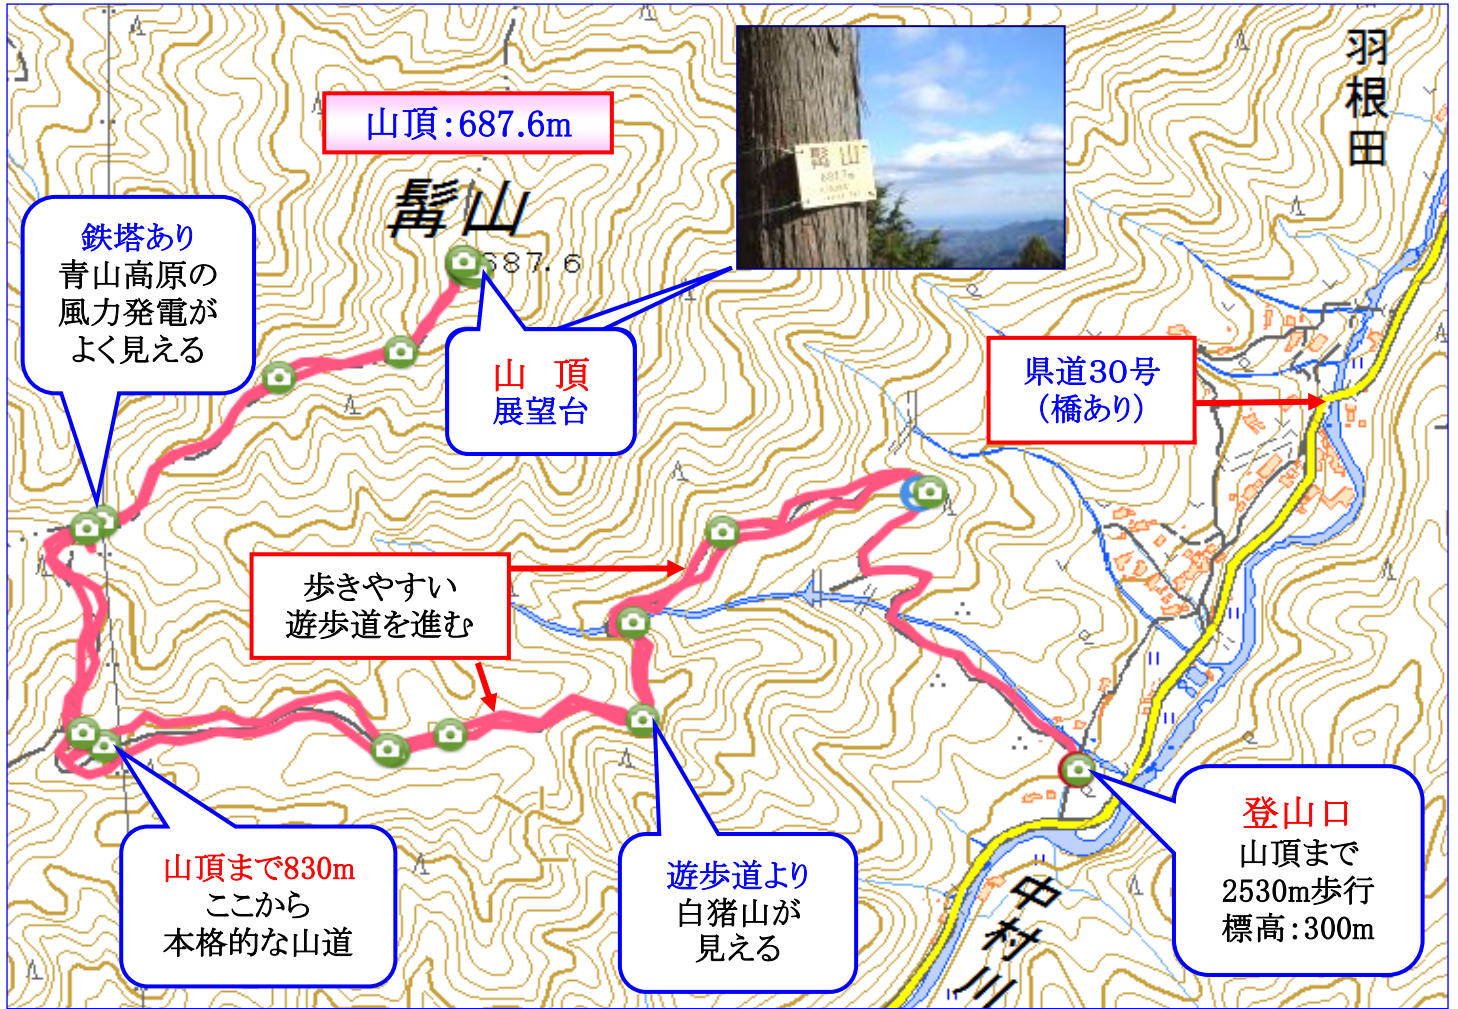 羽根田
山頂：687.6m
髯山
687.6
髯山
鉄塔あり
青山高原の
風力発電が
よく見える
山 頂
展望台
県道30号
（橋あり）
歩きやすい
遊歩道を進む
登山口
山頂まで
2530m歩行
標高：300m
山頂まで830m
ここから
本格的な山道
遊歩道より
白猪山が
見える
中村川